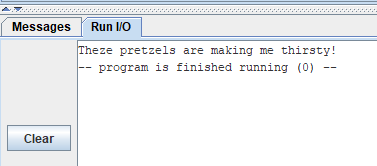 Messages Run I/O
Theze pretzels are making me thirsty!
-- program is finished running (0) --
Clear